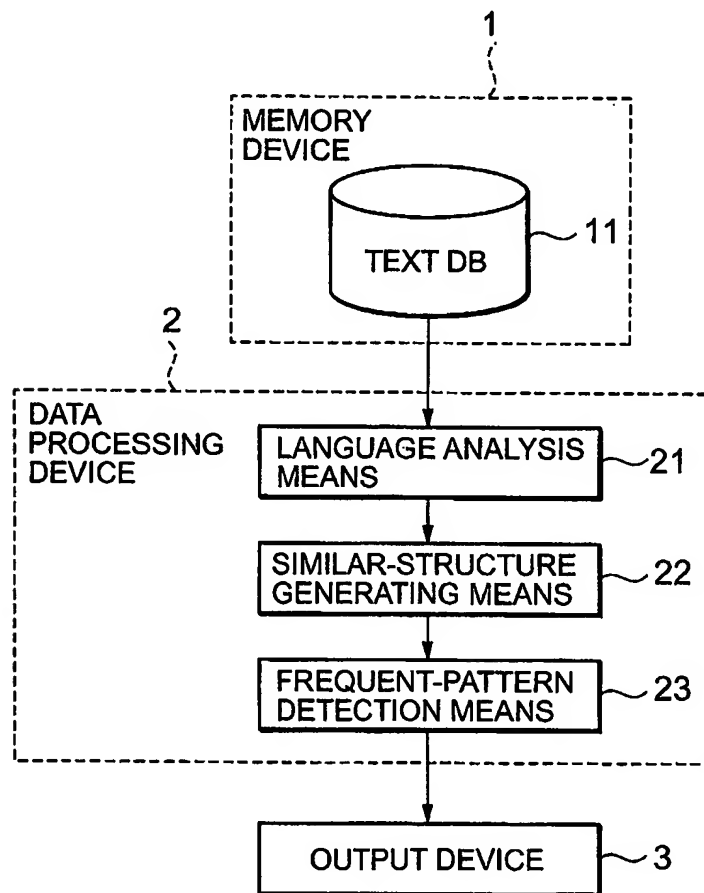 1
MEMORY
DEVICE
TEXT DB
11
2
DATA
PROCESSING
DEVICE
LANGUAGE ANALYSIS
MEANS
21
SIMILAR-STRUCTURE
GENERATING MEANS
22
FREQUENT-PATTERN
DETECTION MEANS
23
OUTPUT DEVICE
3